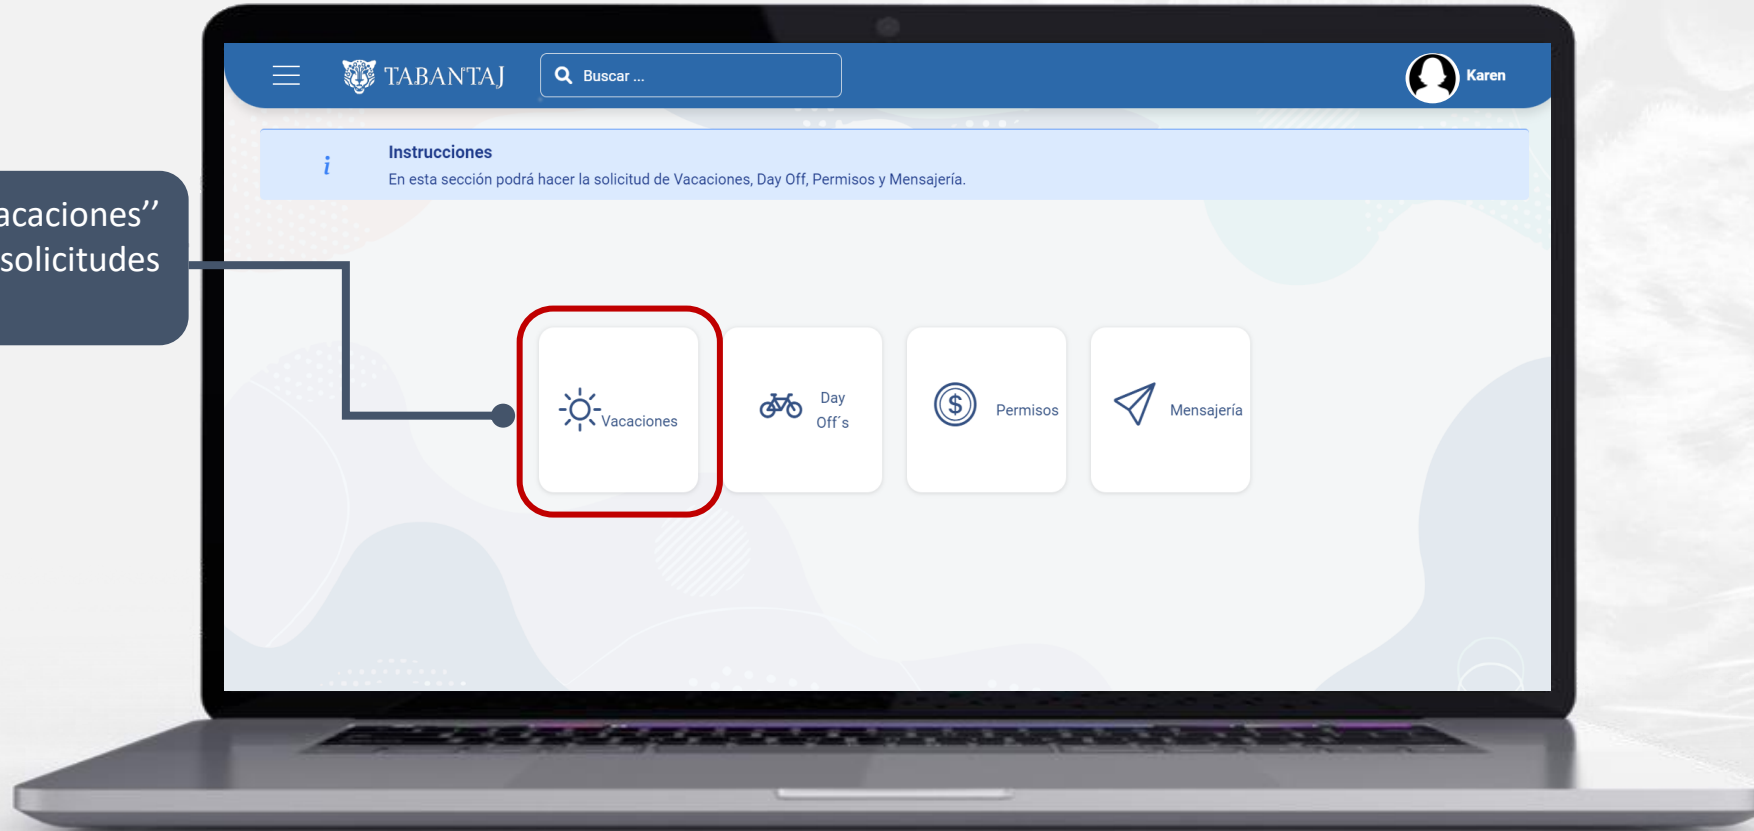 TABANTAJ
Buscar ...
Karen
i
Instrucciones
En esta sección podrá hacer la solicitud de Vacaciones, Day Off, Permisos y Mensajería.
acaciones’’
solicitudes
Vacaciones
Day
Off´s
$
Permisos
Mensajería